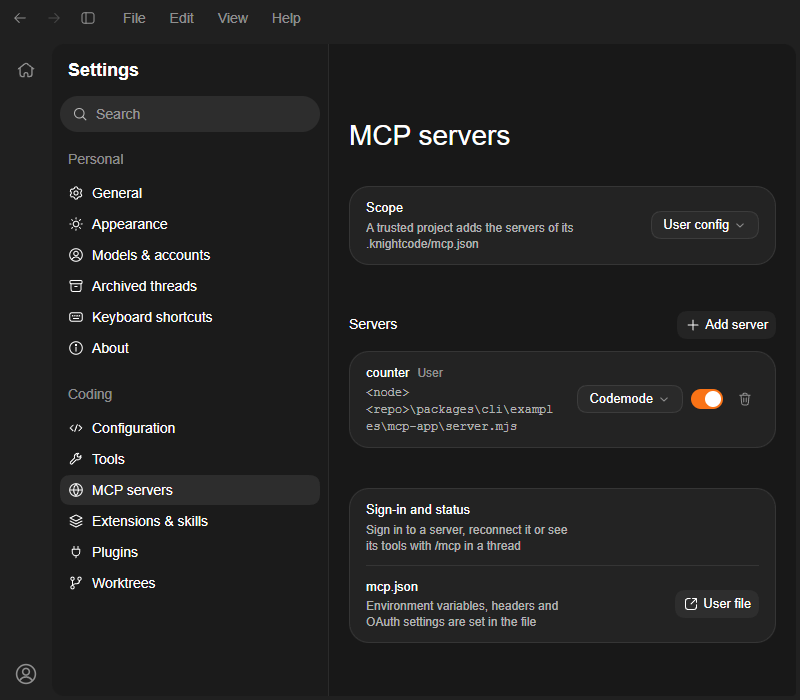 File Edit View Help
Settings
Search
Personal
General
Appearance
Models & accounts
Archived threads
Keyboard shortcuts
About
Coding
Configuration
Tools
MCP servers
Extensions & skills
Plugins
Worktrees
MCP servers
Scope
A trusted project adds the servers of its
.knightcode/mcp.json
User config
Servers
Add server
counter User
<node>
<repo>\packages\cli\exampl
es\mcp-app\server.mjs
Codemode
Sign-in and status
Sign in to a server, reconnect it or see
its tools with /mcp in a thread
mcp.json
Environment variables, headers and
OAuth settings are set in the file
User file